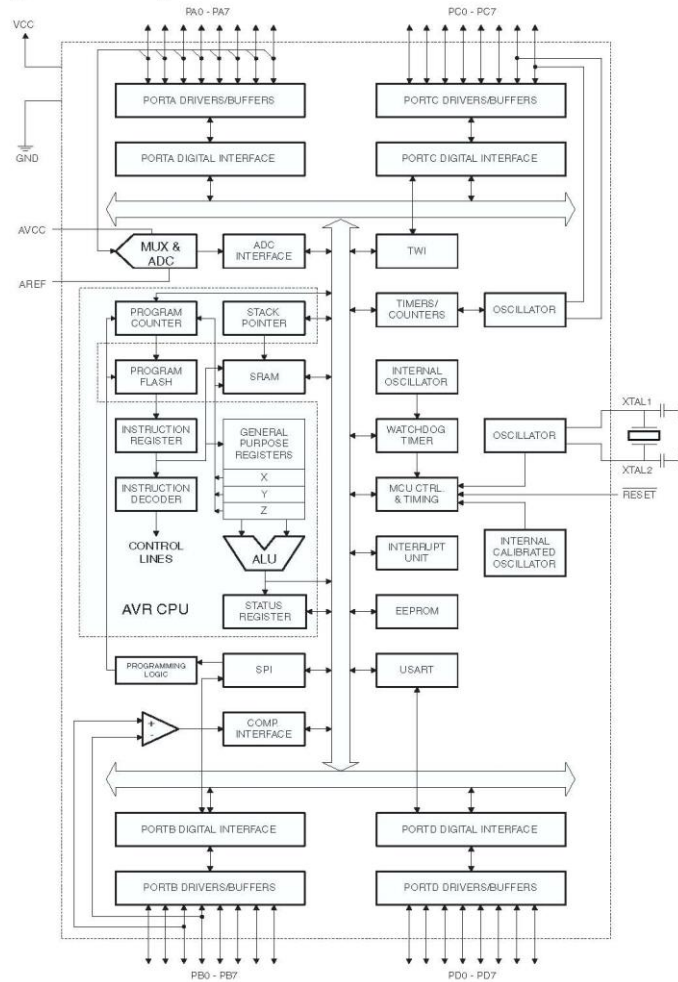 PA0 - PA7
PC0 - PC7
VCC
PORTA DRIVERS/BUFFERS
PORTC DRIVERS/BUFFERS
GND
PORTA DIGITAL INTERFACE
PORTC DIGITAL INTERFACE
AVCC
MUX &
ADC
ADC
INTERFACE
TWI
AREF
PROGRAM
COUNTER
STACK
POINTER
TIMERS/
COUNTERS
OSCILLATOR
PROGRAM
FLASH
SRAM
INTERNAL
OSCILLATOR
XTAL1
INSTRUCTION
REGISTER
GENERAL
PURPOSE
REGISTERS
WATCHDOG
TIMER
OSCILLATOR
XTAL2
X
INSTRUCTION
DECODER
Y
MCU CTRL.
& TIMING
RESET
Z
CONTROL
LINES
ALU
INTERRUPT
UNIT
INTERNAL
CALIBRATED
OSCILLATOR
AVR CPU
STATUS
REGISTER
EEPROM
PROGRAMMING
LOGIC
SPI
USART
+
-
COMP.
INTERFACE
PORTB DIGITAL INTERFACE
PORTD DIGITAL INTERFACE
PORTB DRIVERS/BUFFERS
PORTD DRIVERS/BUFFERS
PB0 - PB7
PD0 - PD7